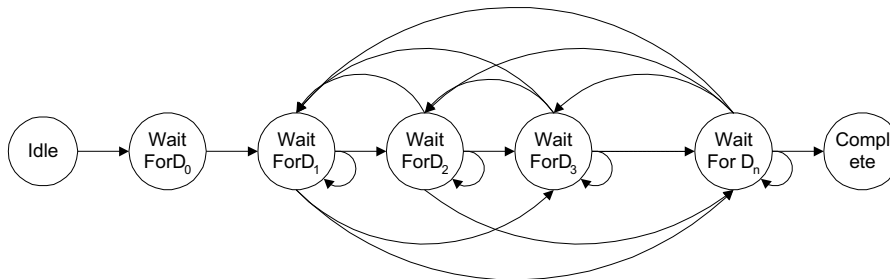 Idle
Wait
ForD0
Wait
ForD1
Wait
ForD2
Wait
ForD3
Wait
For Dn
Compl
ete